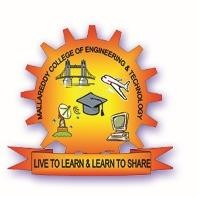 MALLAREDDY COLLEGE OF ENGINEERING & TECHNOLOGY
LIVE TO LEARN & LEARN TO SHARE